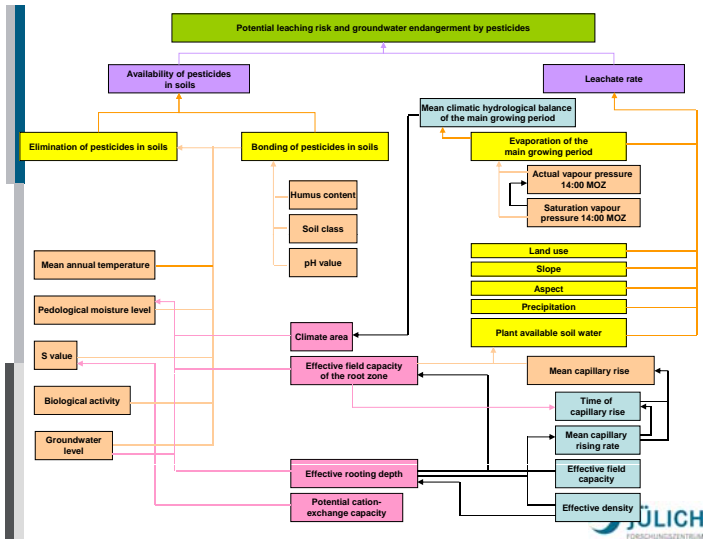 Potential leaching risk and groundwater endangerment by pesticides
Availability of pesticides
in soils
Leachate rate
Mean climatic hydrological balance
of the main growing period
Elimination of pesticides in soils
Bonding of pesticides in soils
Evaporation of the
main growing period
Actual vapour pressure
14:00 MOZ
Saturation vapour
pressure 14:00 MOZ
Humus content
Soil class
pH value
Mean annual temperature
Pedological moisture level
S value
Biological activity
Groundwater
level
Land use
Slope
Aspect
Precipitation
Plant available soil water
Climate area
Effective field capacity
of the root zone
Mean capillary rise
Time of
capillary rise
Mean capillary
rising rate
Effective rooting depth
Effective field
capacity
Potential cation-
exchange capacity
Effective density
JÜLICH
FORSCHUNGSZENTRUM